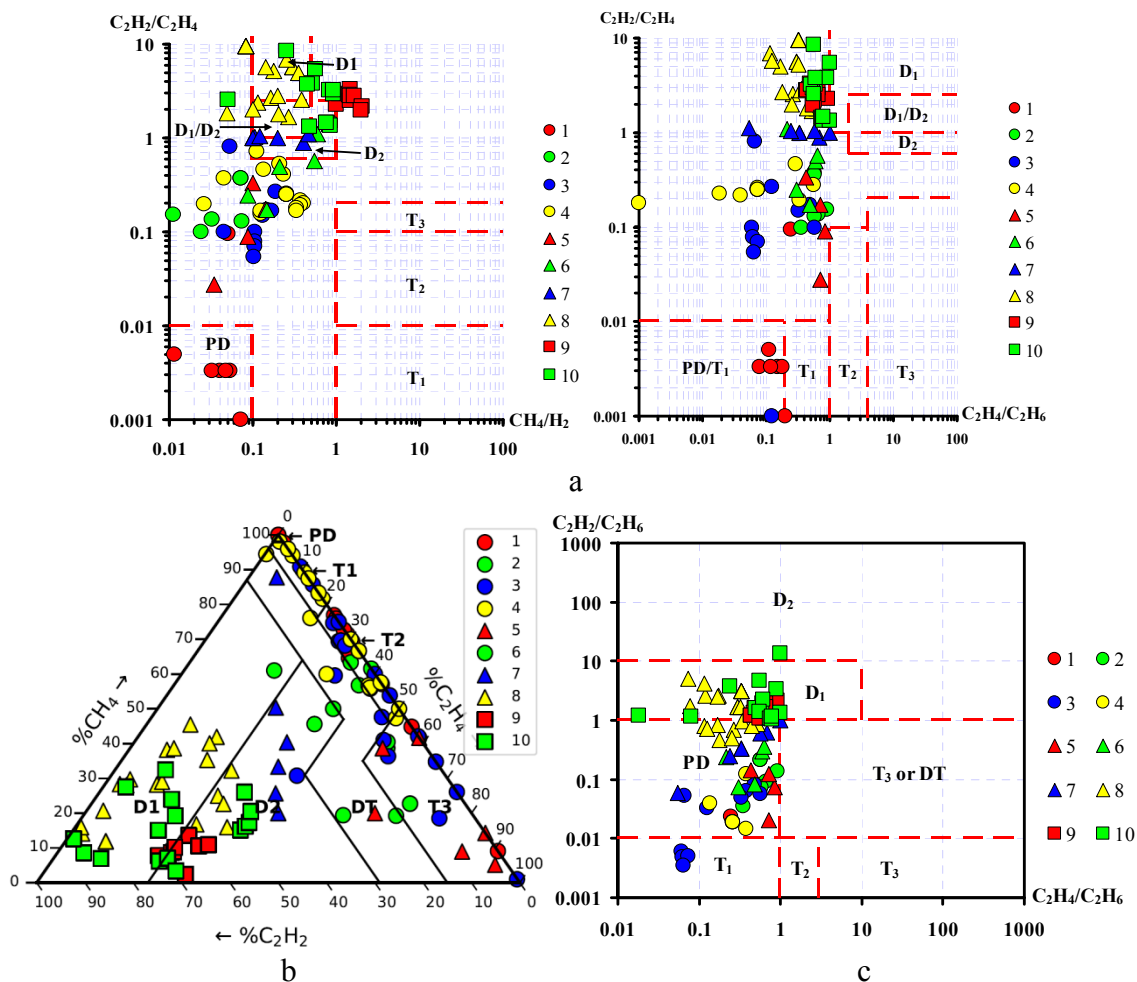 C₂H₂/C₂H₄
10
1
0.1
0.01
0.001
0.01
0.1
1
10
100
CH₄/H₂
D1
D₁/D₂
D₂
T₃
T₂
PD
T₁
1
2
3
4
5
6
7
8
9
10
C₂H₂/C₂H₄
10
1
0.1
0.01
0.001
0.001
0.01
0.1
1
10
100
C₂H₄/C₂H₆
D₁
D₁/D₂
D₂
PD/T₁
T₁
T₂
T₃
1
2
3
4
5
6
7
8
9
10
a
0
100
PD
10
90
T1
20
80
30
70
T2
40
60
%CH₄ →
%C₂H₄
50
50
60
40
70
30
80
20
D1
D2
DT
T3
90
10
100
0
100
90
80
70
60
50
40
30
20
10
0
← %C₂H₂
1
2
3
4
5
6
7
8
9
10
b
C₂H₂/C₂H₆
1000
100
10
1
0.1
0.01
0.001
0.01
0.1
1
10
100
1000
C₂H₄/C₂H₆
D₂
D₁
PD
T₃ or DT
T₁
T₂
T₃
1 2
3 4
5 6
7 8
9 10
c